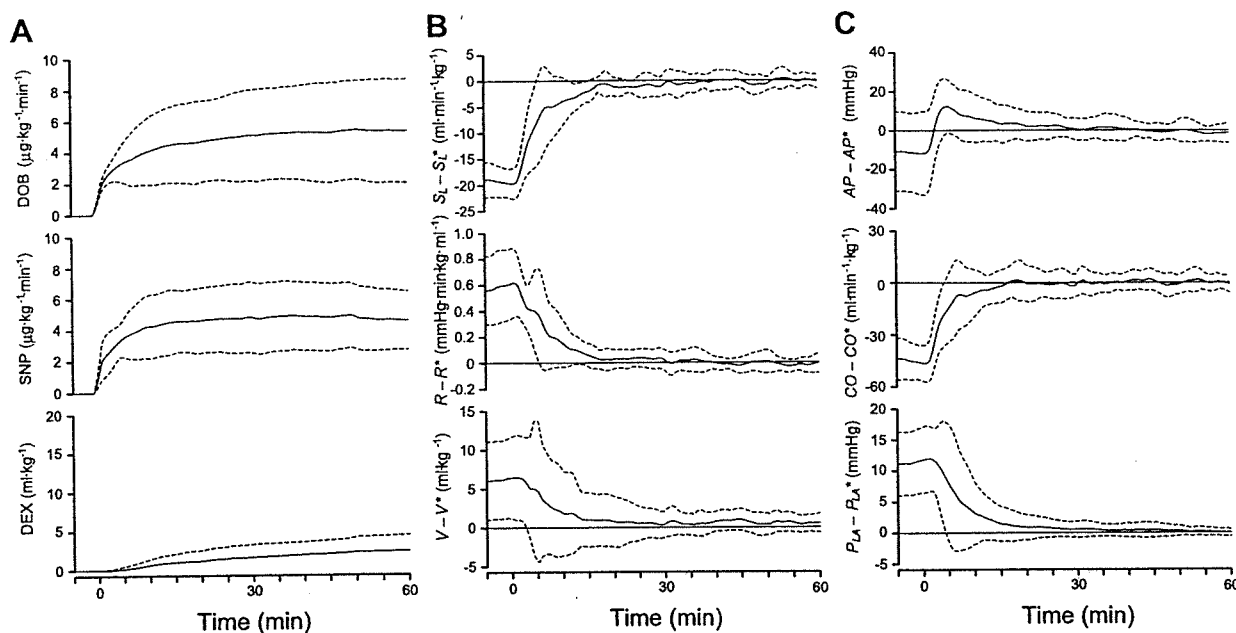 A
DOB (µg·kg⁻¹·min⁻¹)
10
8
6
4
2
0
SNP (µg·kg⁻¹·min⁻¹)
10
8
6
4
2
0
DEX (ml·kg⁻¹)
20
15
10
5
0
0 30 60
Time (min)
B
S_L – S_L* (ml·min⁻¹·kg⁻¹)
5
0
-5
-10
-15
-20
-25
R – R* (mmHg·min·kg·ml⁻¹)
1.0
0.8
0.6
0.4
0.2
0
-0.2
V – V* (ml·kg⁻¹)
15
10
5
0
-5
0 30 60
Time (min)
C
AP – AP* (mmHg)
40
20
0
-20
-40
CO – CO* (ml·min⁻¹·kg⁻¹)
30
0
-30
-60
P_LA – P_LA* (mmHg)
20
15
10
5
0
-5
0 30 60
Time (min)